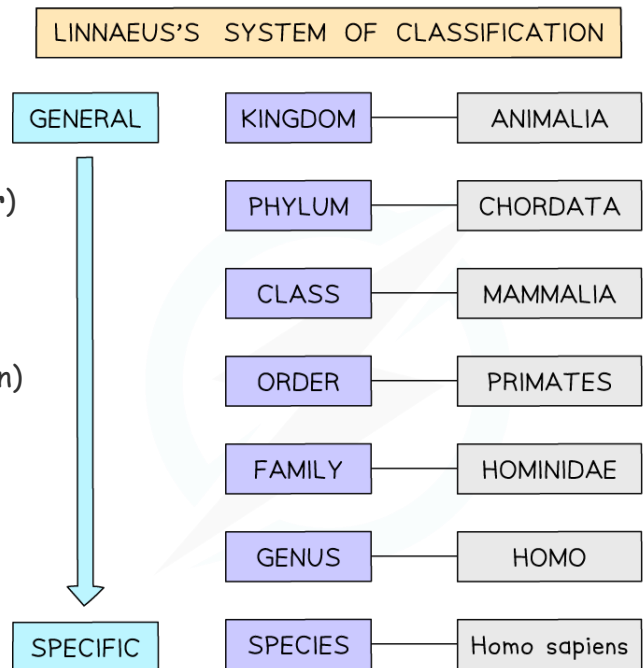 LINNAEUS'S SYSTEM OF CLASSIFICATION
GENERAL KINGDOM ANIMALIA
r)
PHYLUM CHORDATA
CLASS MAMMALIA
n)
ORDER PRIMATES
FAMILY HOMINIDAE
GENUS HOMO
SPECIFIC SPECIES Homo sapiens